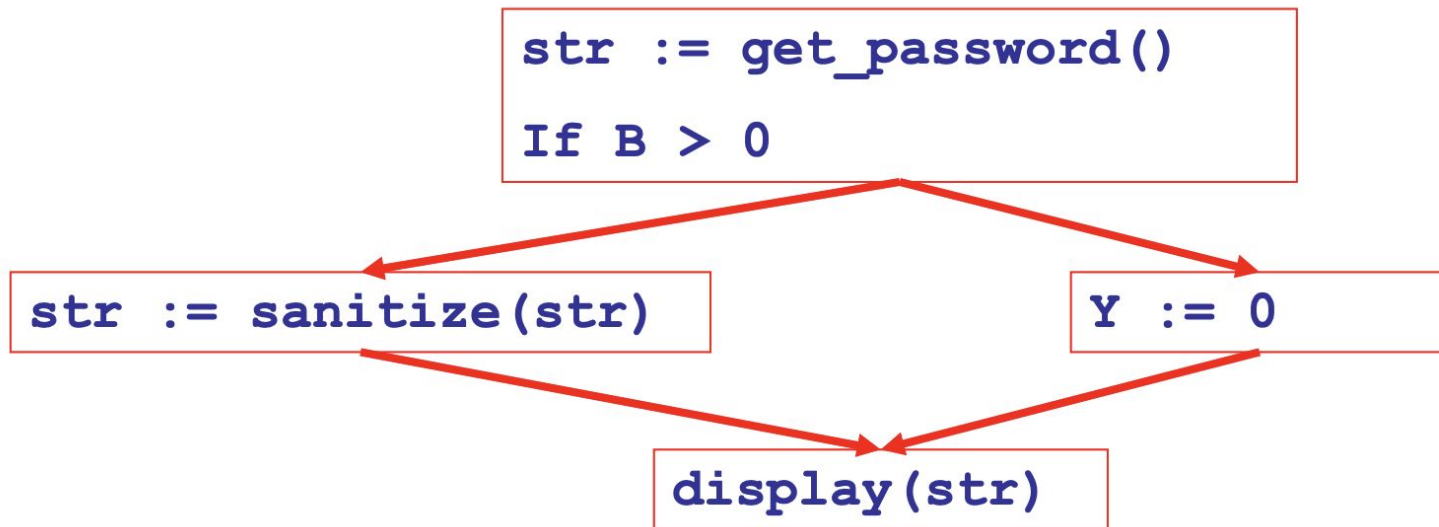 str := get_password()
If B > 0
str := sanitize(str)
Y := 0
display(str)